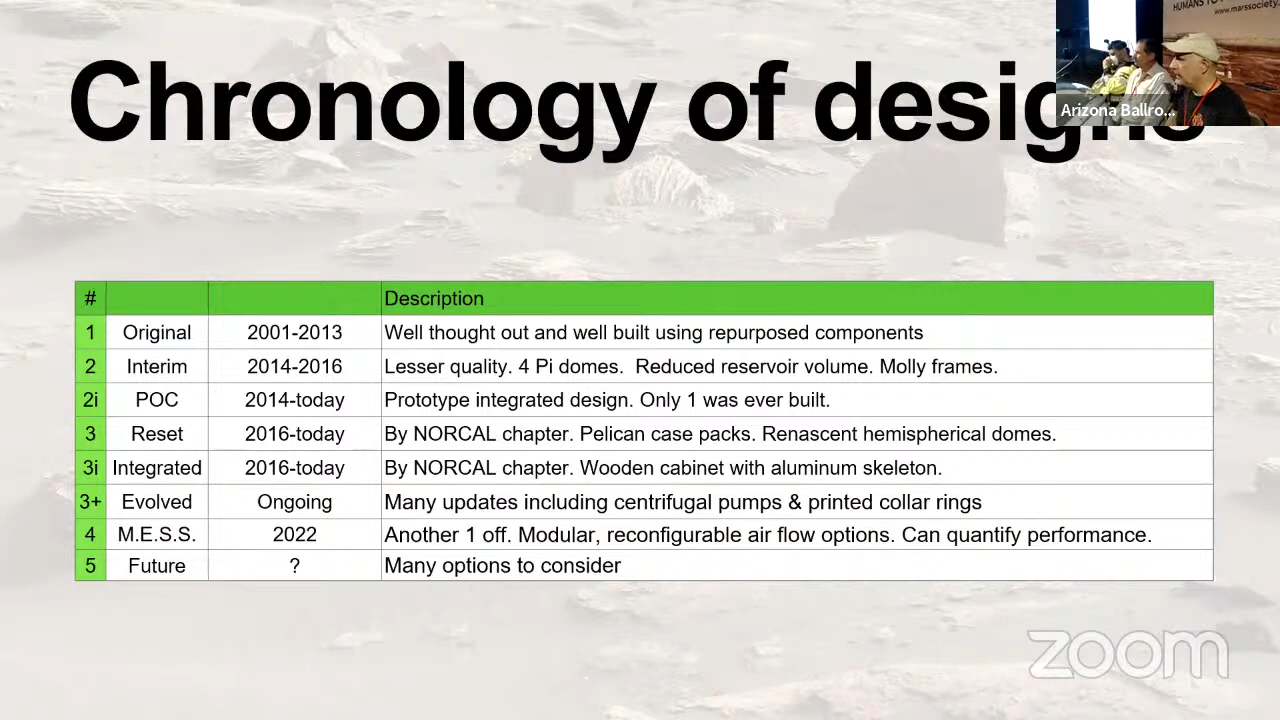 HUMANS TO
www.marssociety.
Arizona Ballro...
Chronology of designs
# Description
1 Original 2001-2013 Well thought out and well built using repurposed components
2 Interim 2014-2016 Lesser quality. 4 Pi domes. Reduced reservoir volume. Molly frames.
2i POC 2014-today Prototype integrated design. Only 1 was ever built.
3 Reset 2016-today By NORCAL chapter. Pelican case packs. Renascent hemispherical domes.
3i Integrated 2016-today By NORCAL chapter. Wooden cabinet with aluminum skeleton.
3+ Evolved Ongoing Many updates including centrifugal pumps & printed collar rings
4 M.E.S.S. 2022 Another 1 off. Modular, reconfigurable air flow options. Can quantify performance.
5 Future ? Many options to consider
zoom